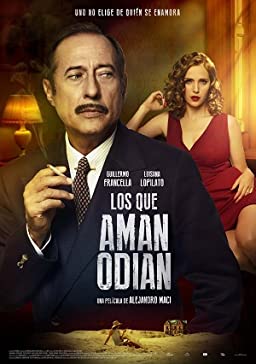 UNO NO ELIGE DE QUIÉN SE ENAMORA
GUILLERMO LUISANA
FRANCELLA LOPILATO
LOS QUE
AMAN
ODIAN
UNA PELÍCULA DE ALEJANDRO MACI